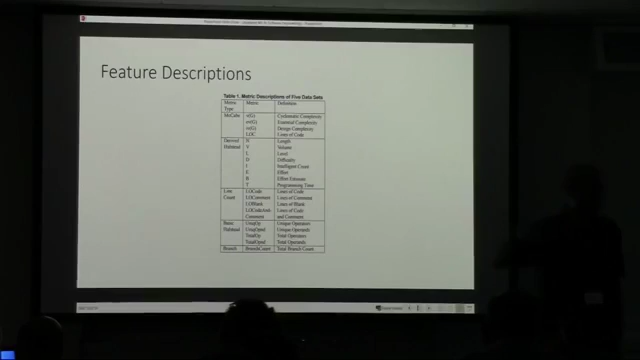 Feature Descriptions
Table 1. Metric Descriptions of Five Data Sets
Metric Type Metric Definition
McCabe v(G) Cyclomatic Complexity
ev(G) Essential Complexity
iv(G) Design Complexity
LOC Lines of Code
Derived Halstead N Length
V Volume
L Level
D Difficulty
I Intelligent Count
E Effort
B Effort Estimate
T Programming Time
Line Count LOCode Lines of Code
LOComment Lines of Comment
LOBlank Lines of Blank
LOCodeAndComment Lines of Code and Comment
Basic Halstead UniqOp Unique Operators
UniqOpnd Unique Operands
TotalOp Total Operators
TotalOpnd Total Operands
Branch BranchCount Total Branch Count